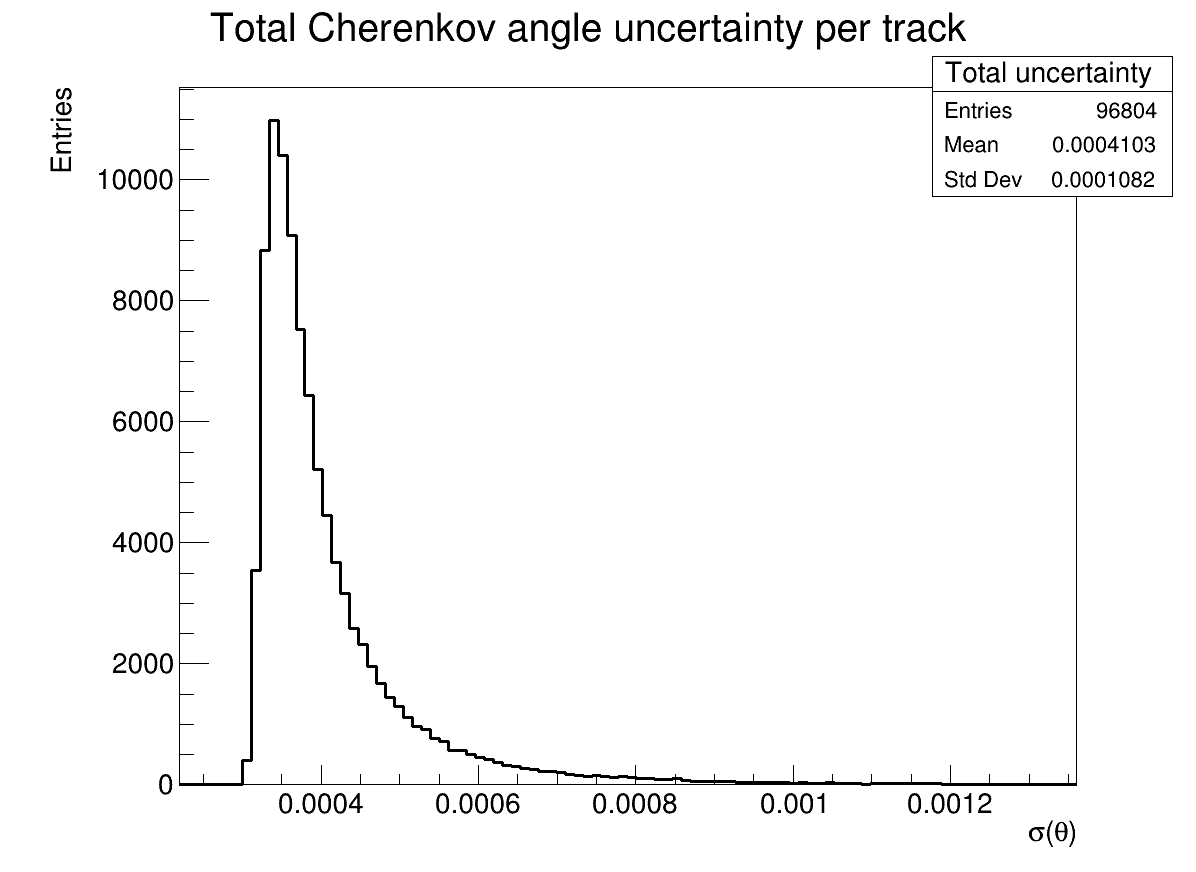 Total Cherenkov angle uncertainty per track
Total uncertainty
Entries 96804
Mean 0.0004103
Std Dev 0.0001082
Entries
10000
8000
6000
4000
2000
0
0.0004 0.0006 0.0008 0.001 0.0012
σ(θ)